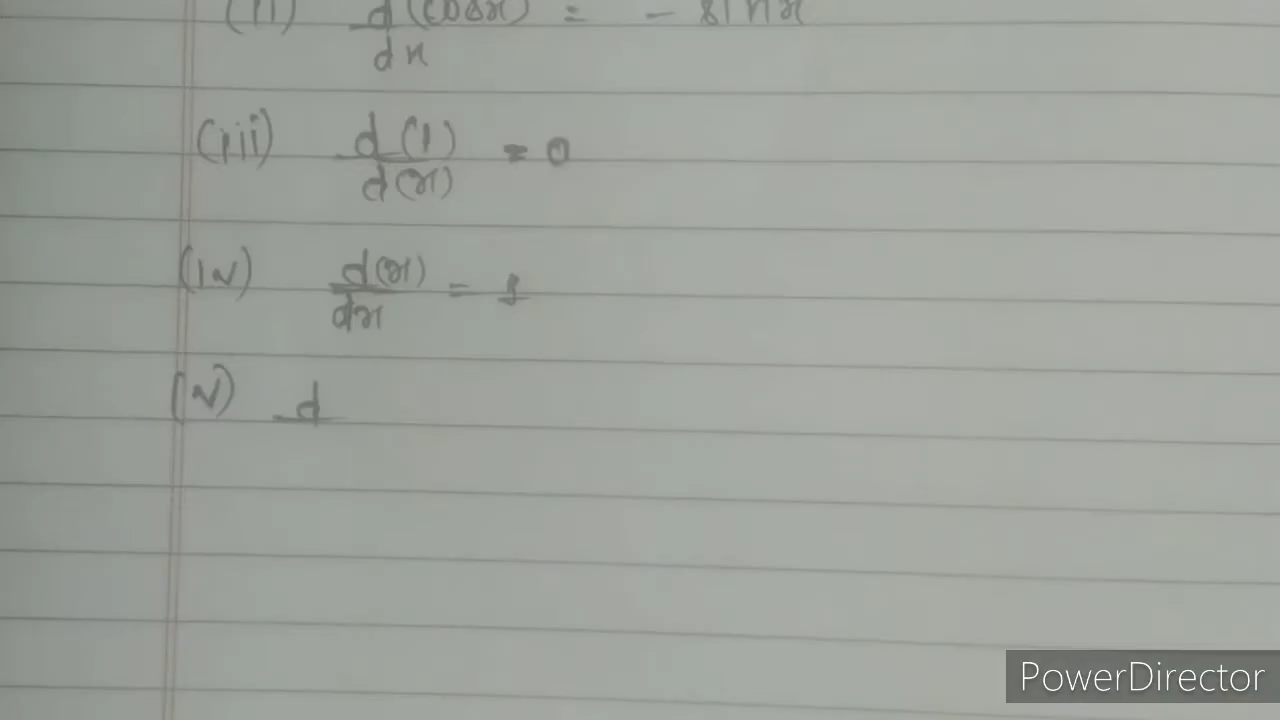 (ii) d (cosx) = - sinx
dx
(iii) d (1) = 0
d(x)
(iv) d(x) = 1
dx
(v) d
PowerDirector